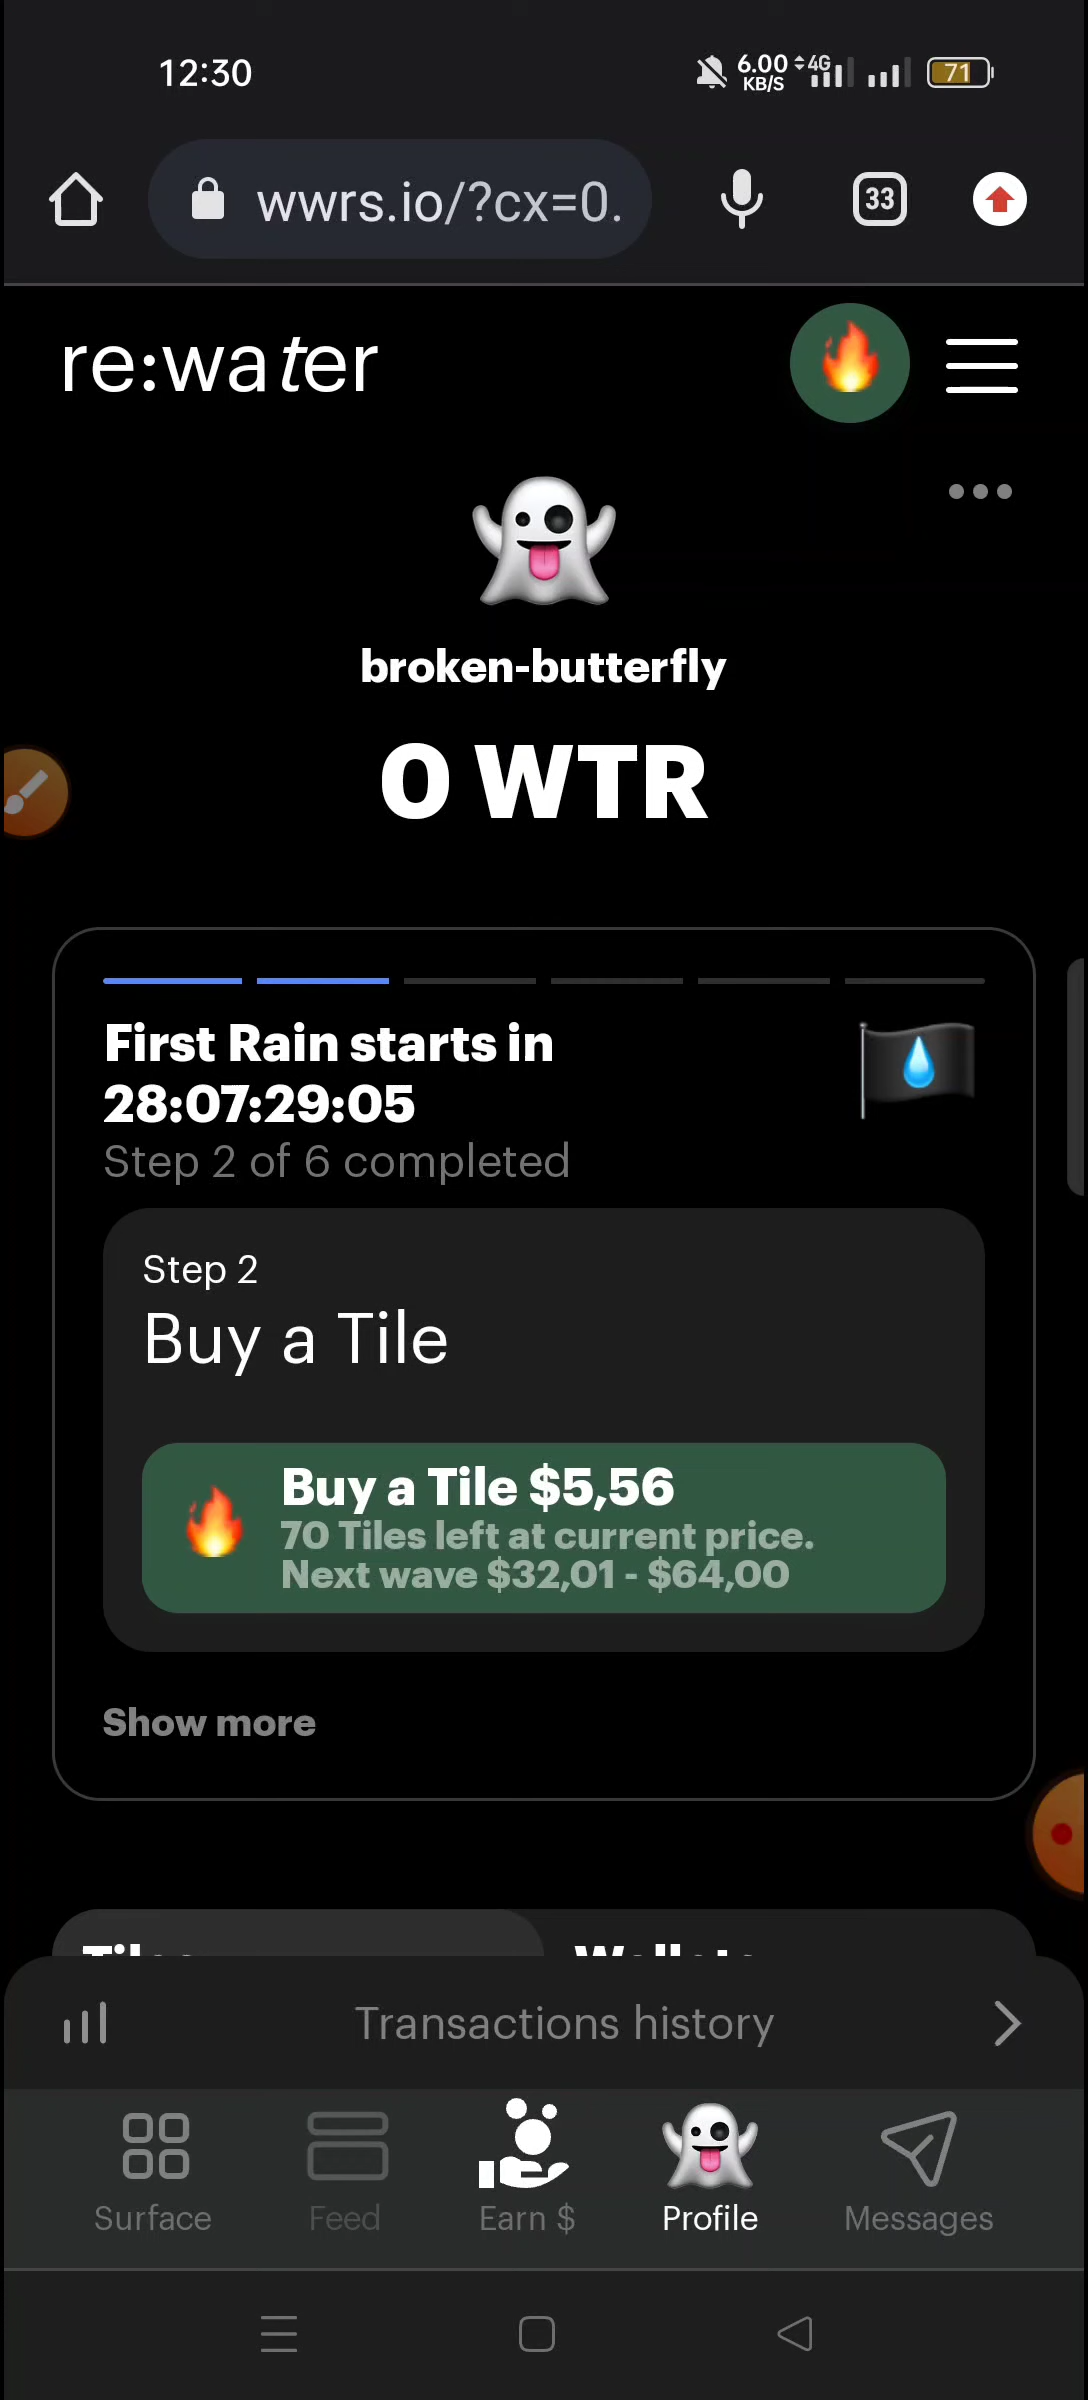 12:30
6.00 KB/S 4G 71
wwrs.io/?cx=0.
33
re:water
broken-butterfly
0 WTR
First Rain starts in
28:07:29:05
Step 2 of 6 completed
Step 2
Buy a Tile
Buy a Tile $5,56
70 Tiles left at current price.
Next wave $32,01 - $64,00
Show more
Transactions history
Surface Feed Earn $ Profile Messages